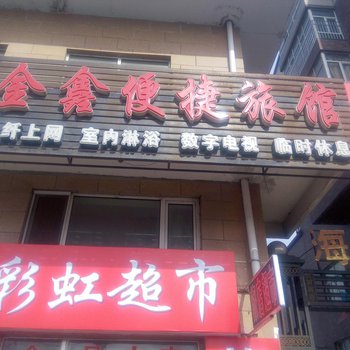 金鑫便捷旅馆
纤上网 室内淋浴 数字电视 临时休息
彩虹超市
海